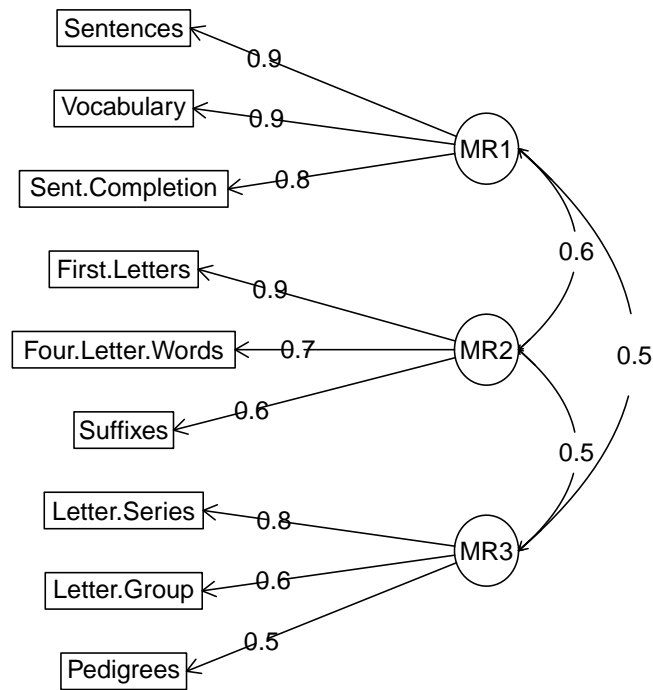 Sentences
0.9
Vocabulary
0.9
MR1
Sent.Completion
0.8
0.6
First.Letters
0.9
Four.Letter.Words
0.7
MR2
0.5
Suffixes
0.6
0.5
Letter.Series
0.8
MR3
Letter.Group
0.6
Pedigrees
0.5